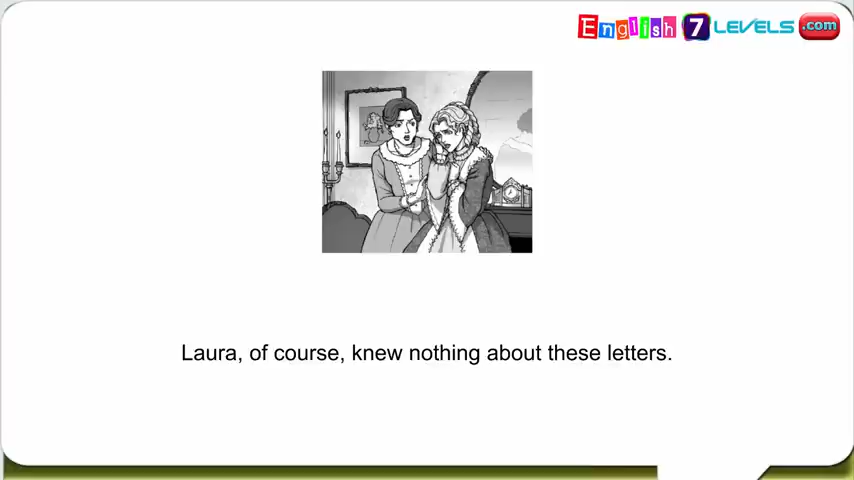 English 7 LEVELS .com
Laura, of course, knew nothing about these letters.